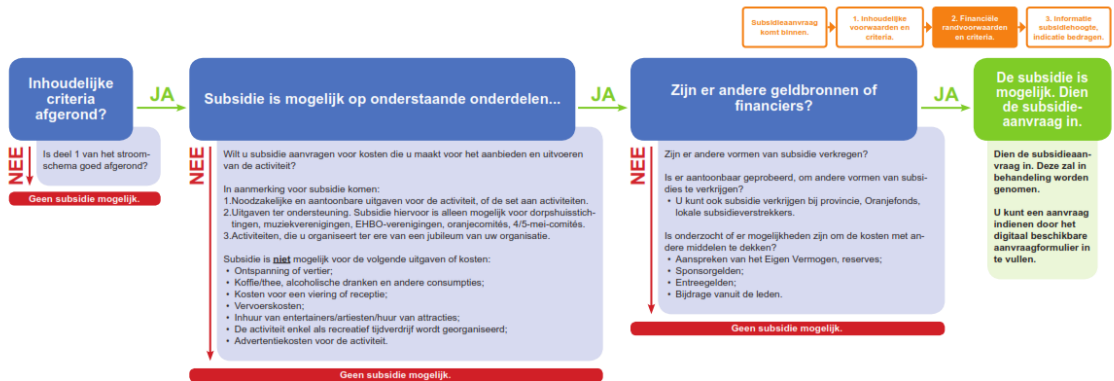 Subsidieaanvraag
komt binnen.
1. Inhoudelijke
voorwaarden en
criteria.
2. Financiële
randvoorwaarden
en criteria.
3. Informatie
subsidiehoogte,
indicatie bedragen.
Inhoudelijke
criteria
afgerond?
JA
NEE
Is deel 1 van het stroom-
schema goed afgerond?
Geen subsidie mogelijk.
Subsidie is mogelijk op onderstaande onderdelen...
JA
NEE
Wilt u subsidie aanvragen voor kosten die u maakt voor het aanbieden en uitvoeren
van de activiteit?
In aanmerking voor subsidie komen:
1.Noodzakelijke en aantoonbare uitgaven voor de activiteit, of de set aan activiteiten.
2.Uitgaven ter ondersteuning. Subsidie hiervoor is alleen mogelijk voor dorpshuisstich-
tingen, muziekverenigingen, EHBO-verenigingen, oranjecomités, 4/5-mei-comités.
3.Activiteiten, die u organiseert ter ere van een jubileum van uw organisatie.
Subsidie is niet mogelijk voor de volgende uitgaven of kosten:
• Ontspanning of vertier;
• Koffie/thee, alcoholische dranken en andere consumpties;
• Kosten voor een viering of receptie;
• Vervoerskosten;
• Inhuur van entertainers/artiesten/huur van attracties;
• De activiteit enkel als recreatief tijdverdrijf wordt georganiseerd;
• Advertentiekosten voor de activiteit.
Geen subsidie mogelijk.
Zijn er andere geldbronnen of
financiers?
JA
NEE
Zijn er andere vormen van subsidie verkregen?
Is er aantoonbaar geprobeerd, om andere vormen van subsi-
dies te verkrijgen?
• U kunt ook subsidie verkrijgen bij provincie, Oranjefonds,
lokale subsidieverstrekkers.
Is onderzocht of er mogelijkheden zijn om de kosten met an-
dere middelen te dekken?
• Aanspreken van het Eigen Vermogen, reserves;
• Sponsorgelden;
• Entreegelden;
• Bijdrage vanuit de leden.
Geen subsidie mogelijk.
De subsidie is
mogelijk. Dien
de subsidie-
aanvraag in.
Dien de subsidieaan-
vraag in. Deze zal in
behandeling worden
genomen.
U kunt een aanvraag
indienen door het
digitaal beschikbare
aanvraagformulier in
te vullen.